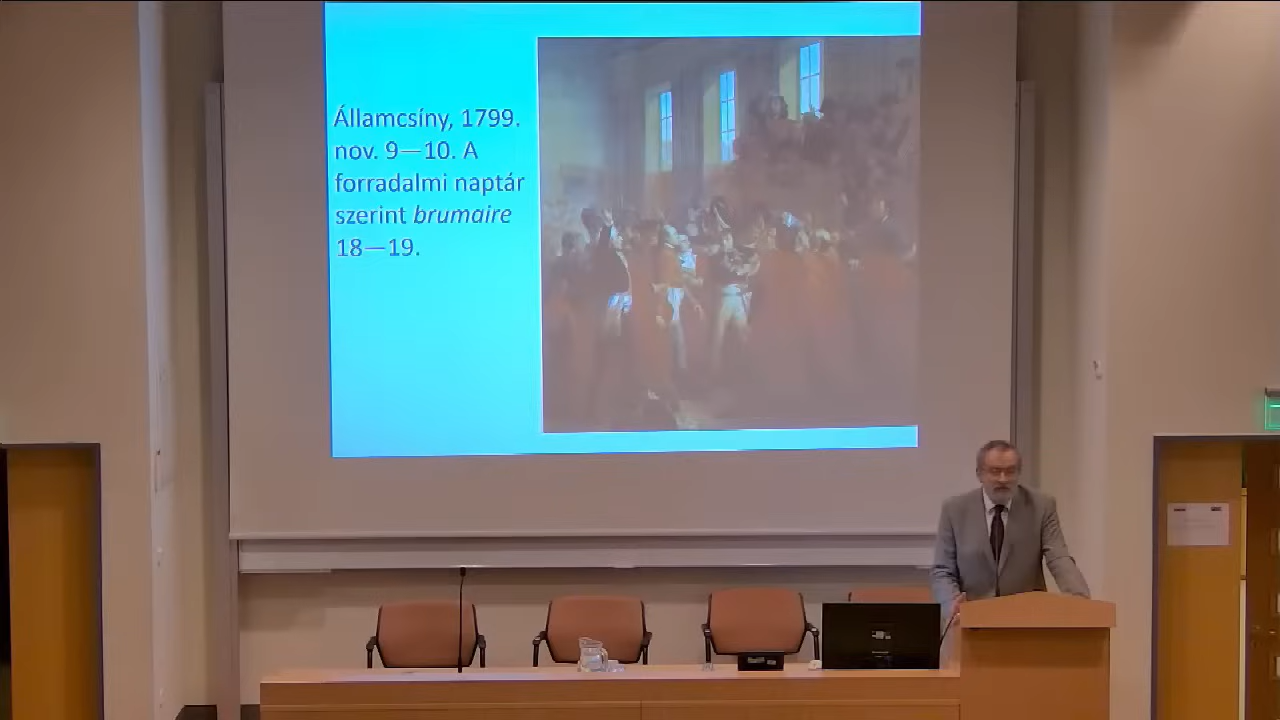 Államcsíny, 1799.
nov. 9—10. A
forradalmi naptár
szerint brumaire
18—19.